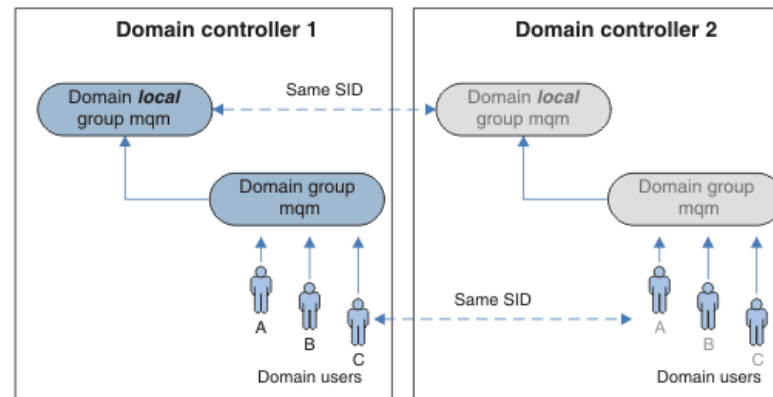 Domain controller 1
Domain local
group mqm
Same SID
Domain group
mqm
A
B
C
Domain users
Same SID
Domain controller 2
Domain local
group mqm
Domain group
mqm
A
B
C
Domain users